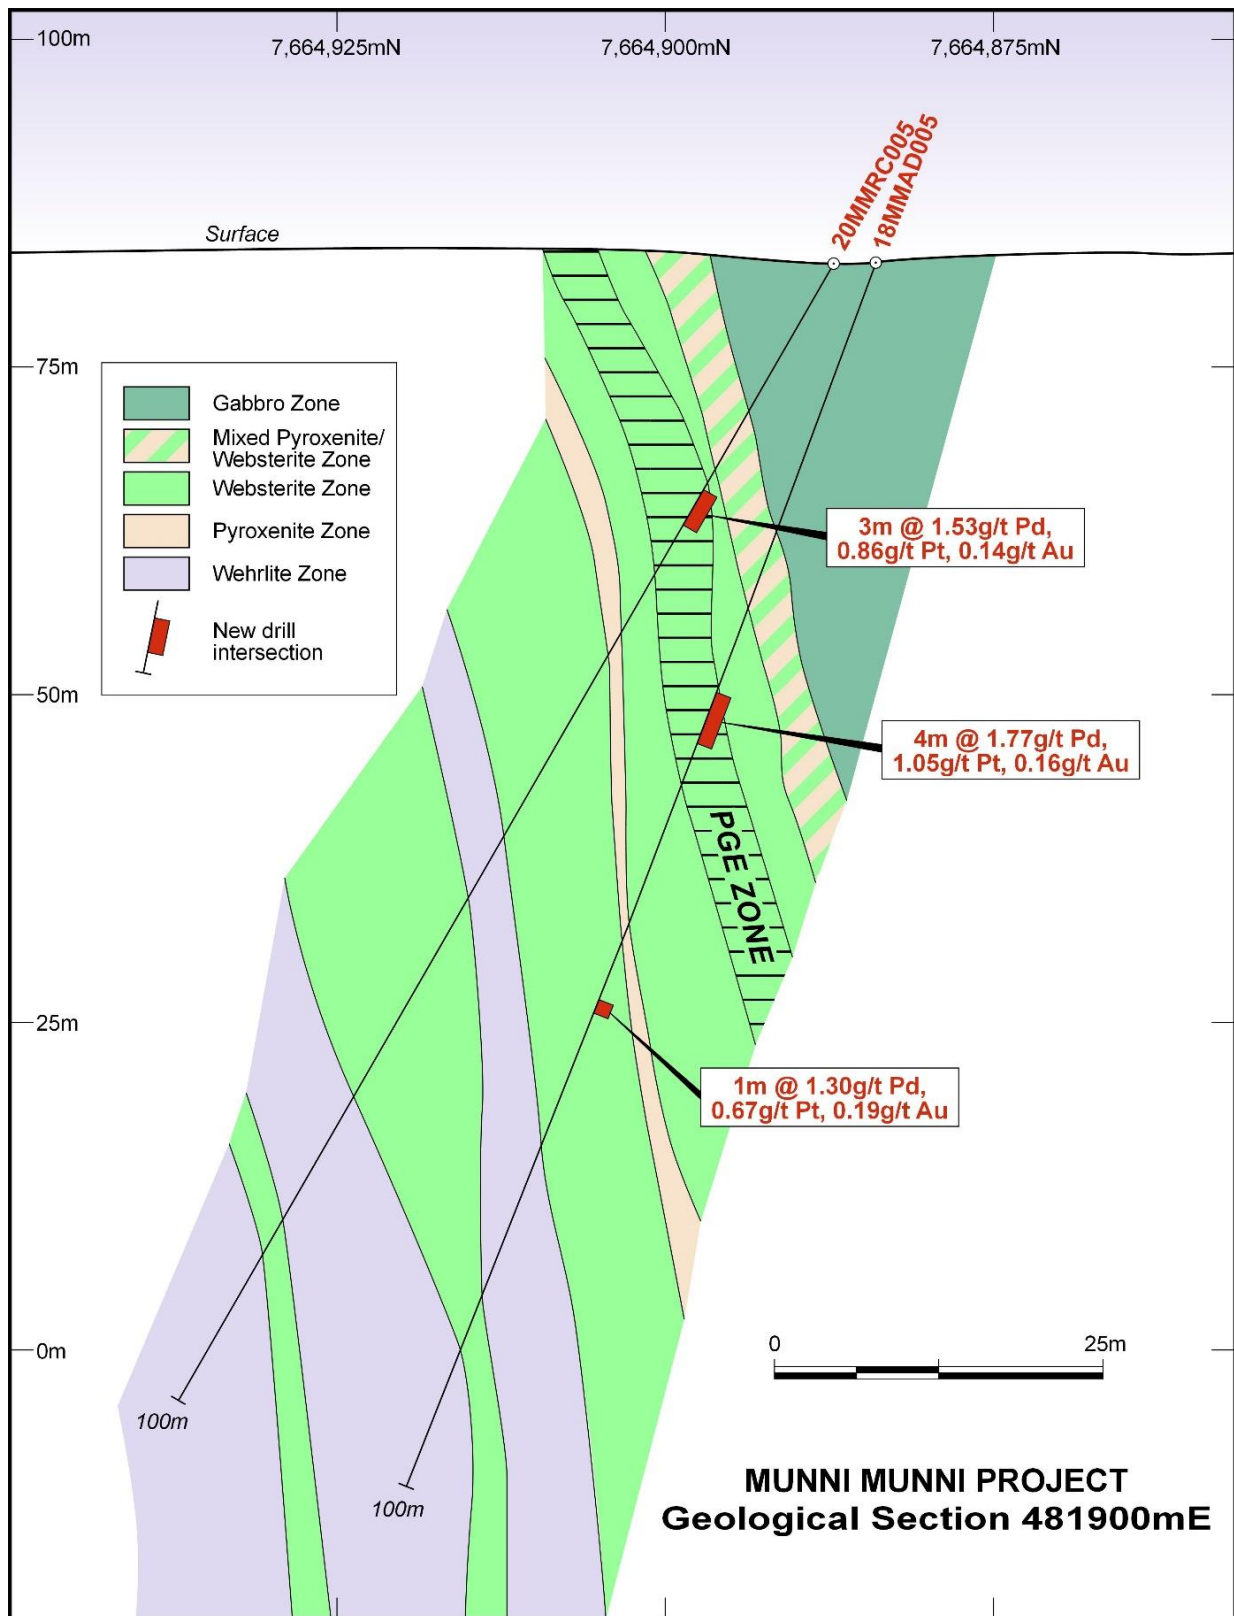 100m
7,664,925mN
7,664,900mN
7,664,875mN
20MMRC005
18MMAD005
Surface
75m
Gabbro Zone
Mixed Pyroxenite/
Websterite Zone
Websterite Zone
Pyroxenite Zone
Wehrlite Zone
New drill
intersection
3m @ 1.53g/t Pd,
0.86g/t Pt, 0.14g/t Au
50m
4m @ 1.77g/t Pd,
1.05g/t Pt, 0.16g/t Au
PGE ZONE
25m
1m @ 1.30g/t Pd,
0.67g/t Pt, 0.19g/t Au
0m
0
25m
100m
100m
MUNNI MUNNI PROJECT
Geological Section 481900mE